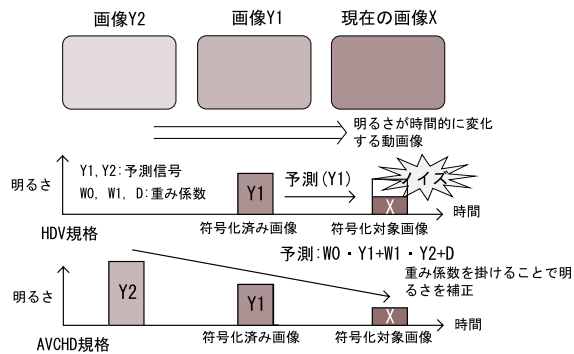 画像Y2 画像Y1 現在の画像X
明るさが時間的に変化
する動画像
Y1,Y2:予測信号
W0, W1, D:重み係数
明るさ
Y1
予測(Y1)
ノイズ
X
時間
符号化済み画像 符号化対象画像
HDV規格
予測:W0・Y1+W1・Y2+D
重み係数を掛けることで明
るさを補正
明るさ
Y2
Y1
X
時間
符号化済み画像 符号化対象画像
AVCHD規格